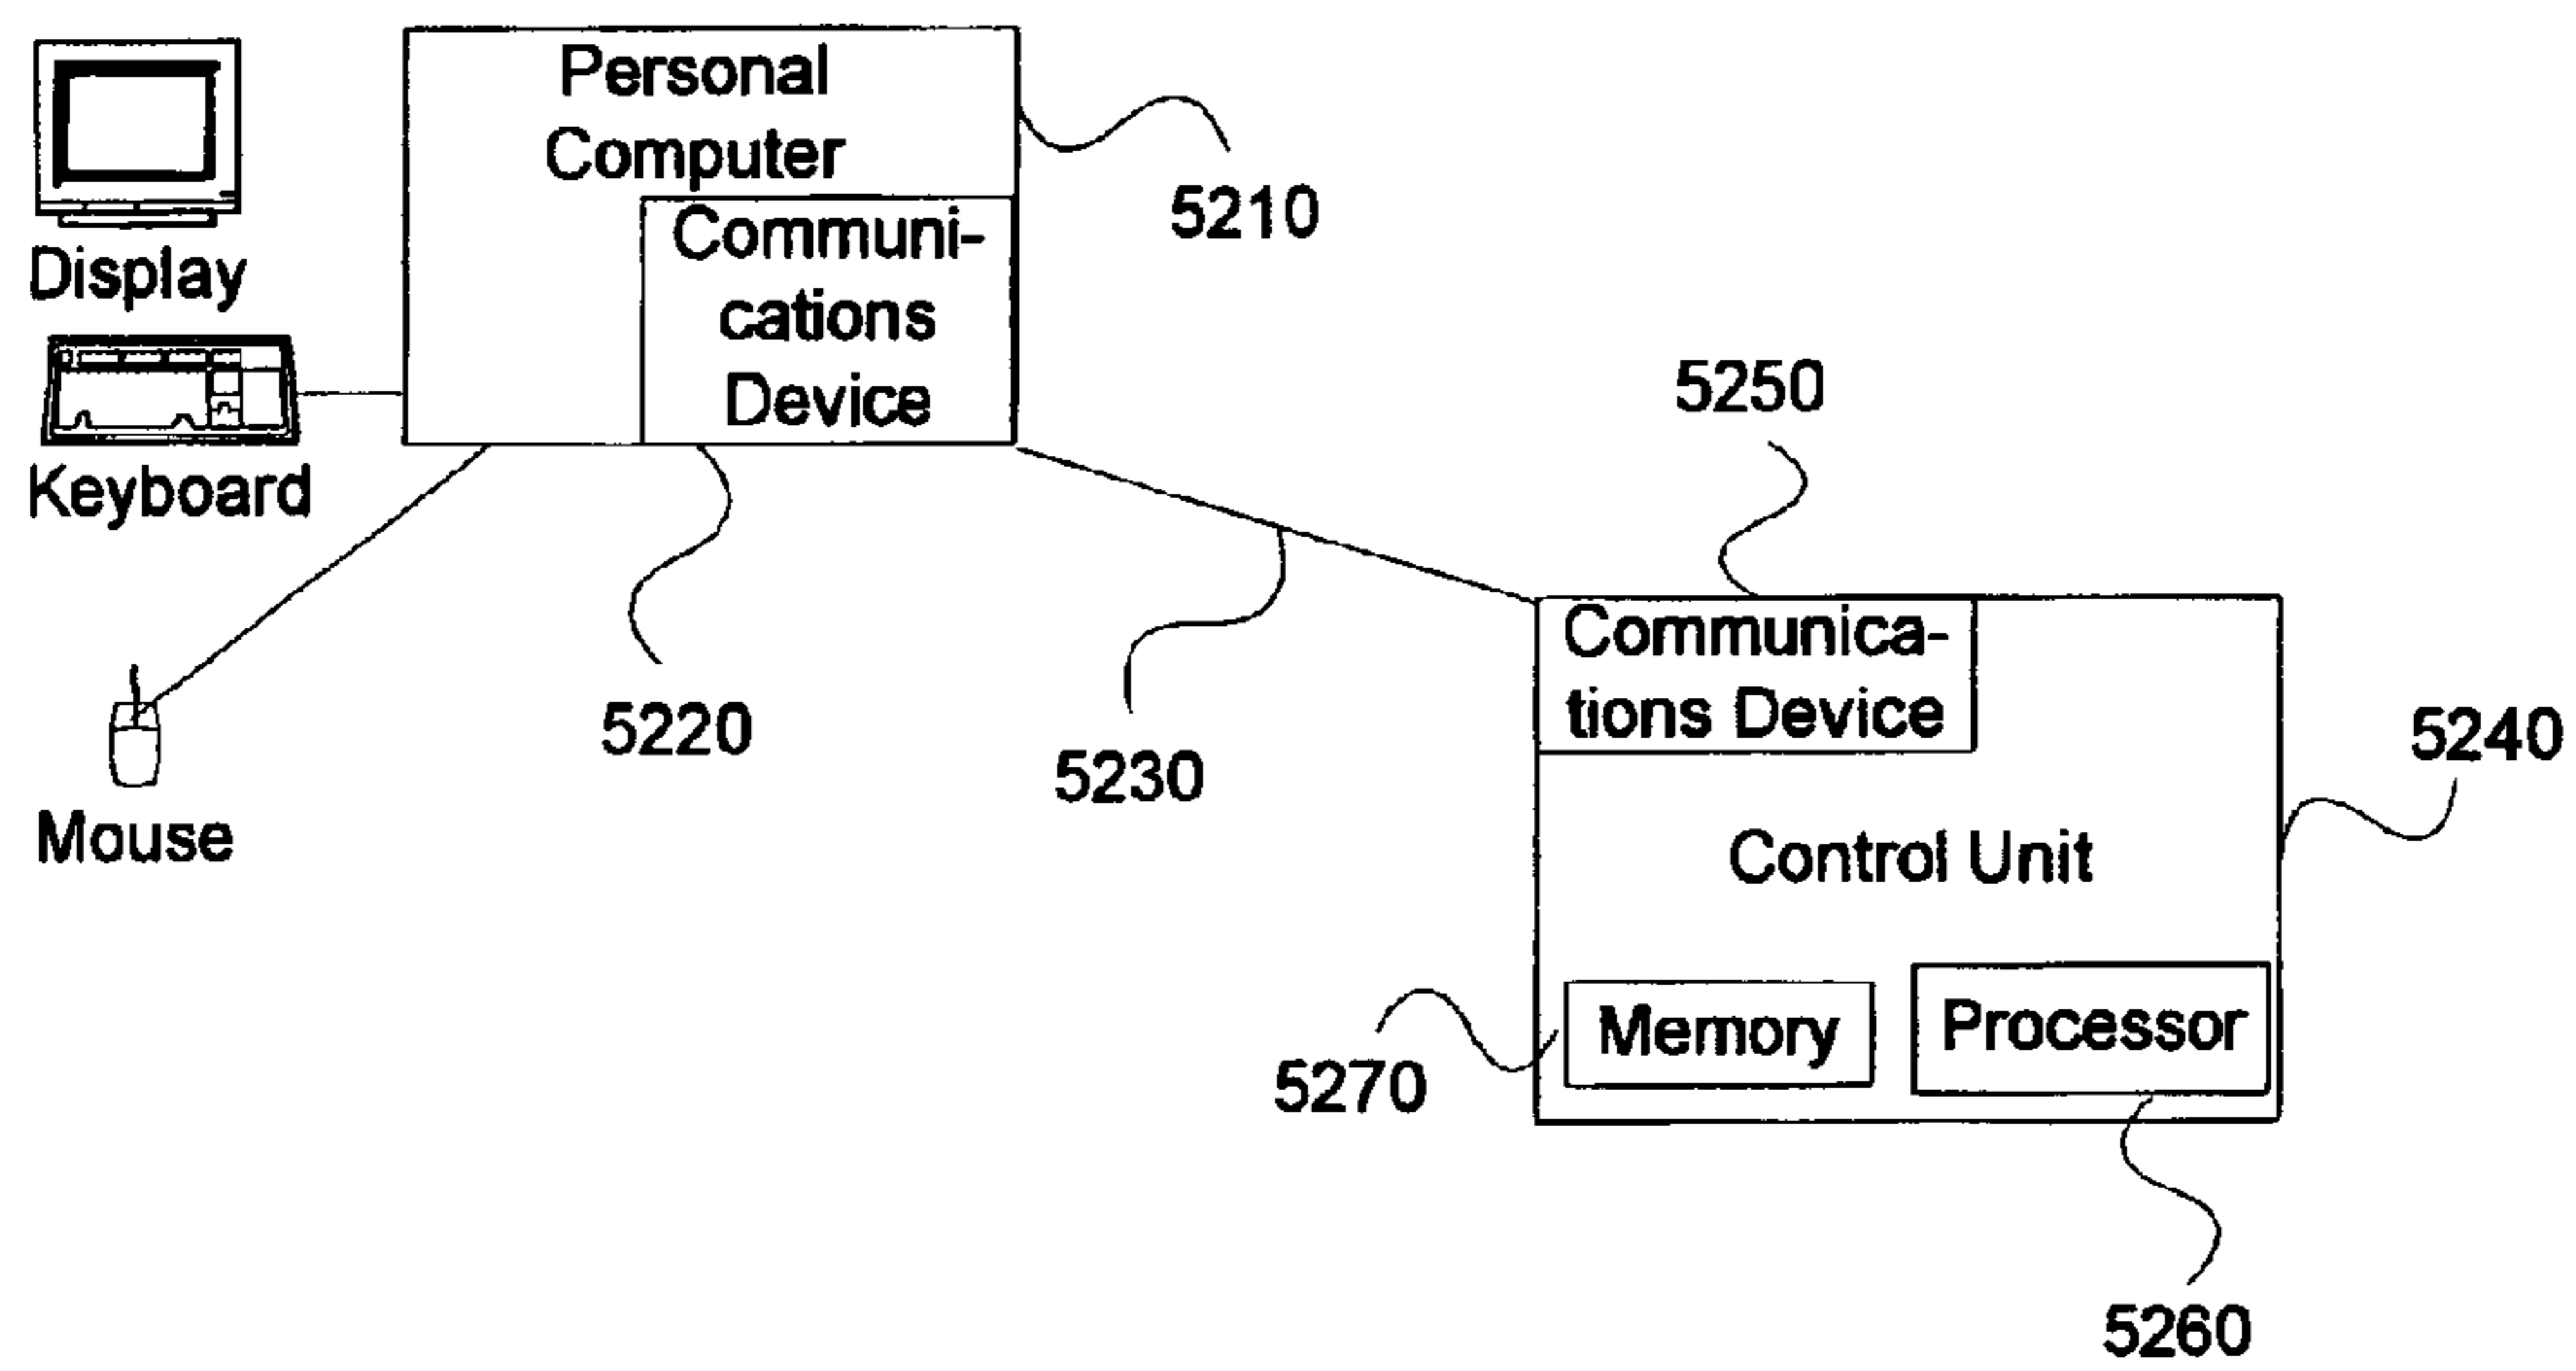 Personal
Computer
Communi-
cations
Device
5210
Display
Keyboard
Mouse
5220
5230
5250
Communica-
tions Device
5240
Control Unit
Memory
Processor
5270
5260